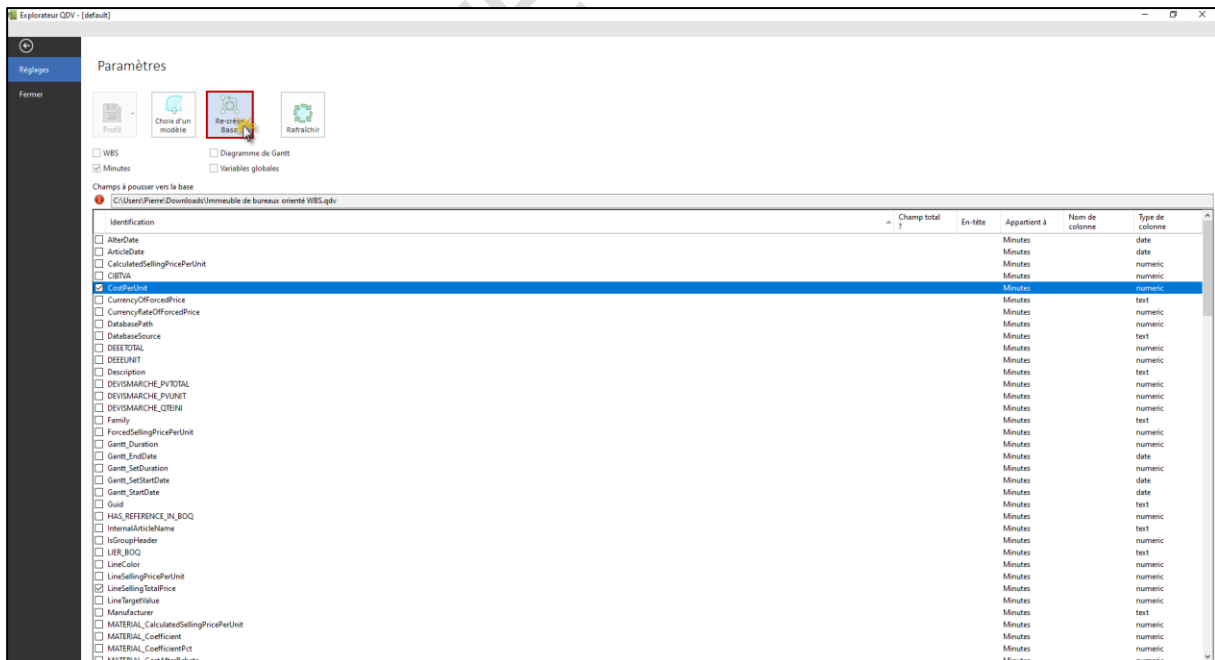 Explorateur QDV - [default]
Réglages
Fermer
Paramètres
Profil
Choix d'un
modèle
Re-créer
Base
Rafraîchir
WBS
Diagramme de Gantt
Minutes
Variables globales
Champs à pousser vers la base
C:\Users\Pierre\Downloads\Immeuble de bureaux orienté WBS.qdv
Identification Champ total ? En-tête Appartient à Nom de colonne Type de colonne
AlterDate Minutes date
ArticleDate Minutes date
CalculatedSellingPricePerUnit Minutes numeric
CIBTVA Minutes numeric
CostPerUnit Minutes numeric
CurrencyOfForcedPrice Minutes text
CurrencyRateOfForcedPrice Minutes numeric
DatabasePath Minutes numeric
DatabaseSource Minutes text
DEEETOTAL Minutes numeric
DEEEUNIT Minutes numeric
Description Minutes text
DEVISMARCHE_PVTOTAL Minutes numeric
DEVISMARCHE_PVUNIT Minutes numeric
DEVISMARCHE_QTEINI Minutes numeric
Family Minutes text
ForcedSellingPricePerUnit Minutes numeric
Gantt_Duration Minutes numeric
Gantt_EndDate Minutes date
Gantt_SetDuration Minutes numeric
Gantt_SetStartDate Minutes date
Gantt_StartDate Minutes date
Guid Minutes text
HAS_REFERENCE_IN_BOQ Minutes numeric
InternalArticleName Minutes text
IsGroupHeader Minutes numeric
LIER_BOQ Minutes text
LineColor Minutes numeric
LineSellingPricePerUnit Minutes numeric
LineSellingTotalPrice Minutes numeric
LineTargetValue Minutes numeric
Manufacturer Minutes text
MATERIAL_CalculatedSellingPricePerUnit Minutes numeric
MATERIAL_Coefficient Minutes numeric
MATERIAL_CoefficientPct Minutes numeric